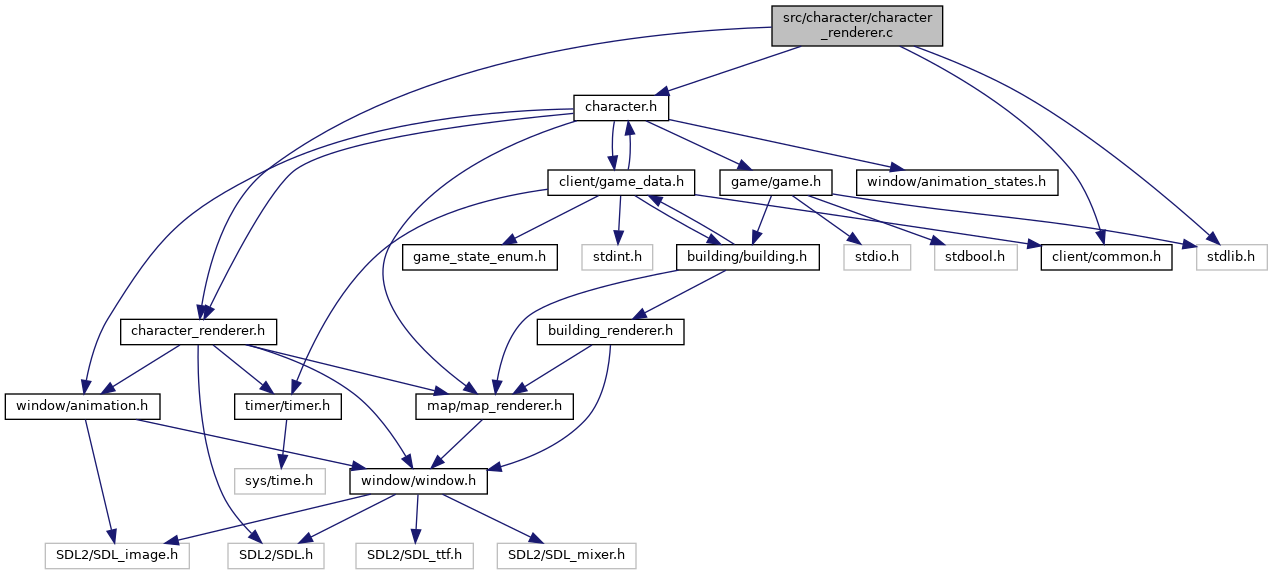 src/character/character
_renderer.c
character.h
client/game_data.h
game/game.h
window/animation_states.h
game_state_enum.h
stdint.h
building/building.h
stdio.h
stdbool.h
client/common.h
stdlib.h
character_renderer.h
building_renderer.h
window/animation.h
timer/timer.h
map/map_renderer.h
sys/time.h
window/window.h
SDL2/SDL_image.h
SDL2/SDL.h
SDL2/SDL_ttf.h
SDL2/SDL_mixer.h